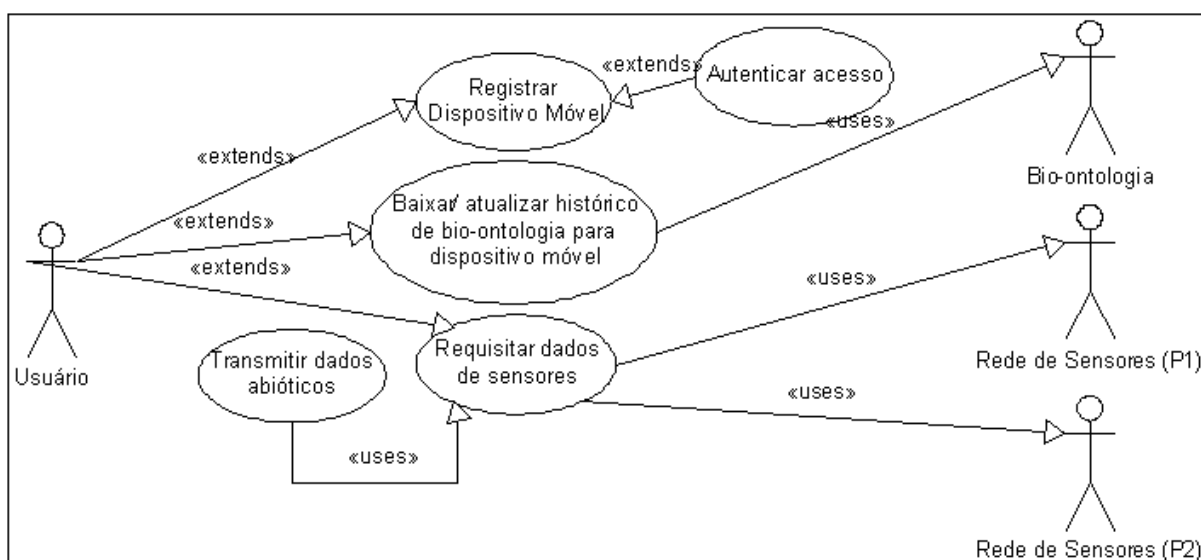 «extends»
Autenticar acesso
Registrar
Dispositivo Móvel
«uses»
«extends»
Bio-ontologia
Baixar/ atualizar histórico
de bio-ontologia para
dispositivo móvel
«extends»
«extends»
«uses»
Requisitar dados
de sensores
Transmitir dados
abióticos
Usuário
Rede de Sensores (P1)
«uses»
«uses»
Rede de Sensores (P2)